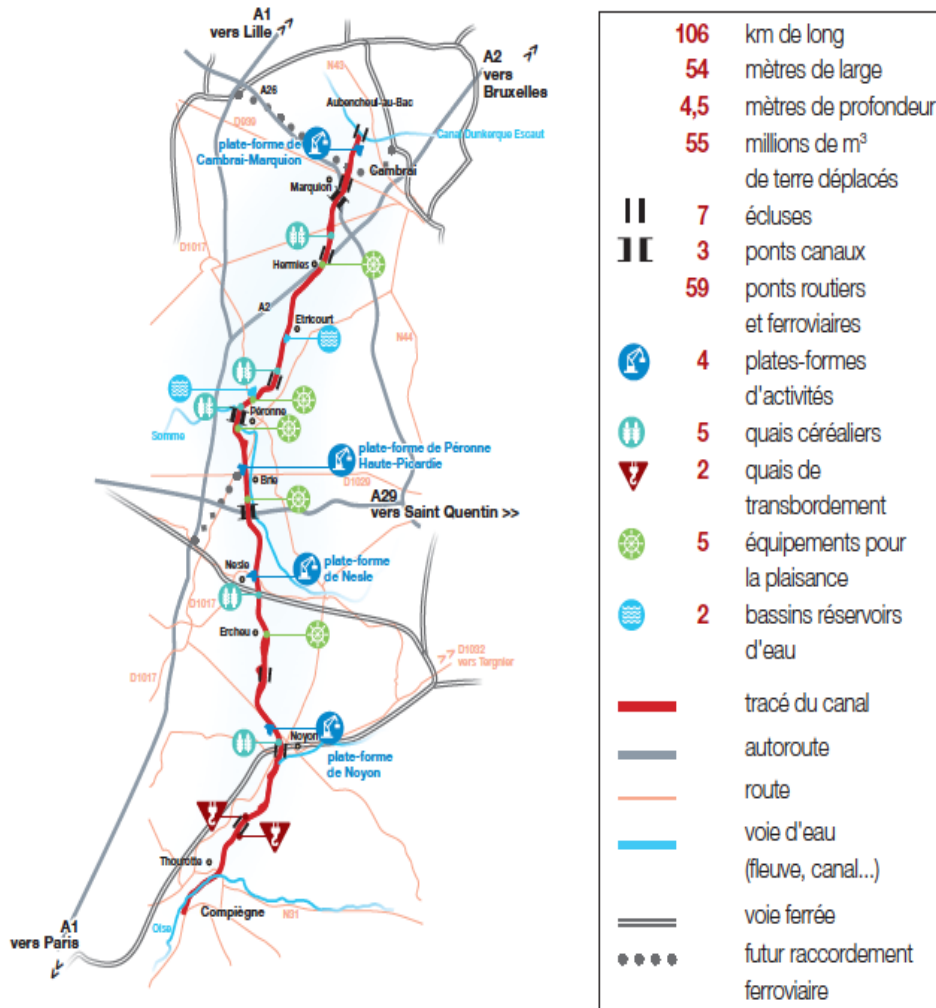 A1
vers Lille
A2
vers
Bruxelles
N43
A26
Aubencheul-au-Bac
D939
Canal Dunkerque Escaut
plate-forme de
Cambrai-Marquion
Cambrai
Marquion
D1017
Hermies
A2
Etricourt
N44
Péronne
Somme
plate-forme de Péronne
Haute-Picardie
Brie
D1029
A29
vers Saint Quentin >>
Nesle
plate-forme
de Nesle
D1017
Ercheu
D1032
vers Tergnier
D1017
Noyon
plate-forme
de Noyon
Thourotte
Compiègne
N31
Oise
A1
vers Paris
106 km de long
54 mètres de large
4,5 mètres de profondeur
55 millions de m³
de terre déplacés
7 écluses
3 ponts canaux
59 ponts routiers
et ferroviaires
4 plates-formes
d'activités
5 quais céréaliers
2 quais de
transbordement
5 équipements pour
la plaisance
2 bassins réservoirs
d'eau
tracé du canal
autoroute
route
voie d'eau
(fleuve, canal...)
voie ferrée
futur raccordement
ferroviaire